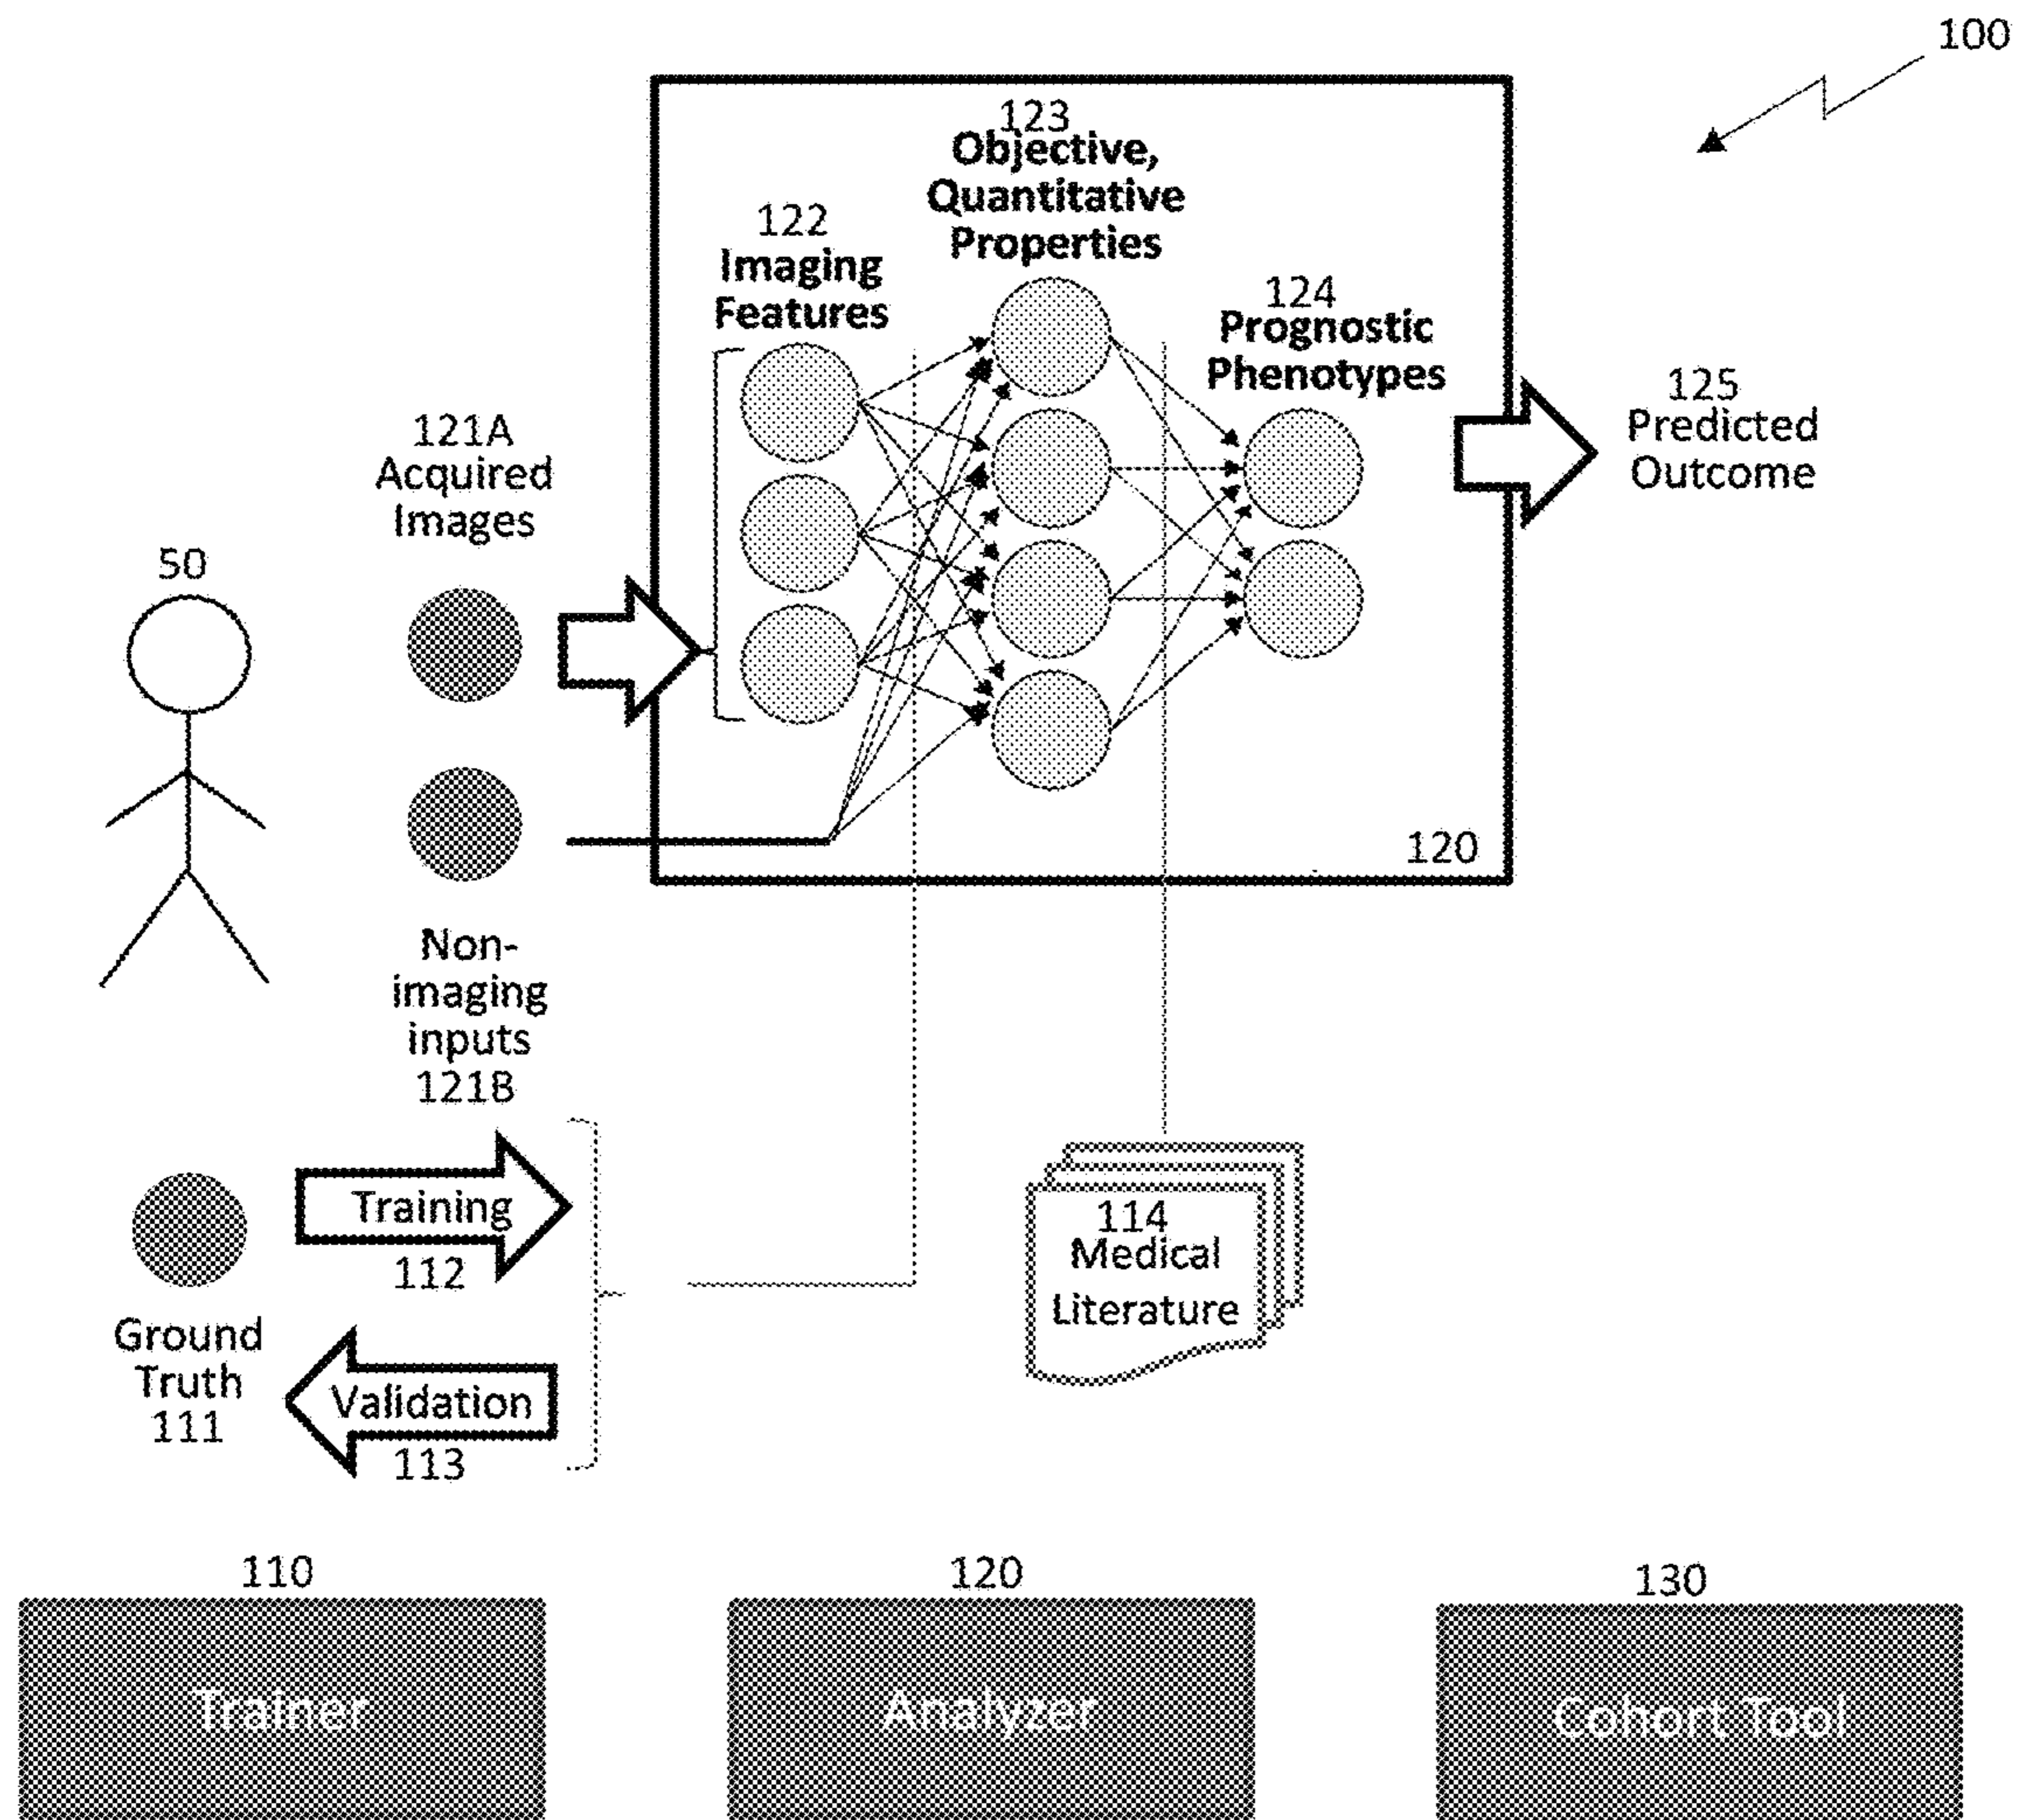 100
123
Objective,
Quantitative
Properties
122
Imaging
Features
124
Prognostic
Phenotypes
125
Predicted
Outcome
121A
Acquired
Images
50
120
Non-
imaging
inputs
121B
Training
112
114
Medical
Literature
Ground
Truth
111
Validation
113
110
120
130
Trainer
Analyzer
Cohort Tool